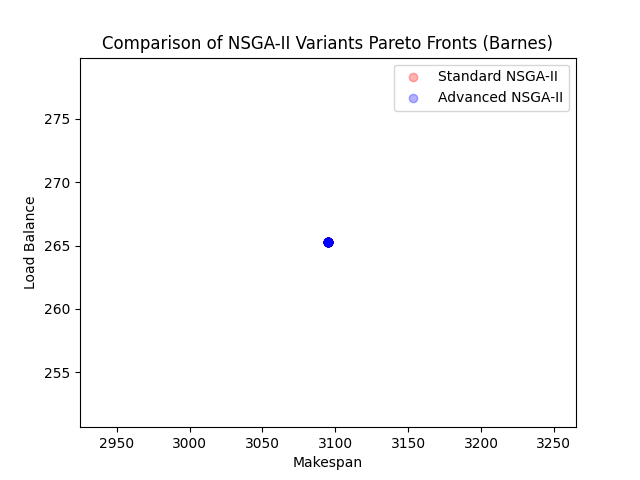 Comparison of NSGA-II Variants Pareto Fronts (Barnes)
Standard NSGA-II
Advanced NSGA-II
275
270
265
260
255
Load Balance
2950 3000 3050 3100 3150 3200 3250
Makespan